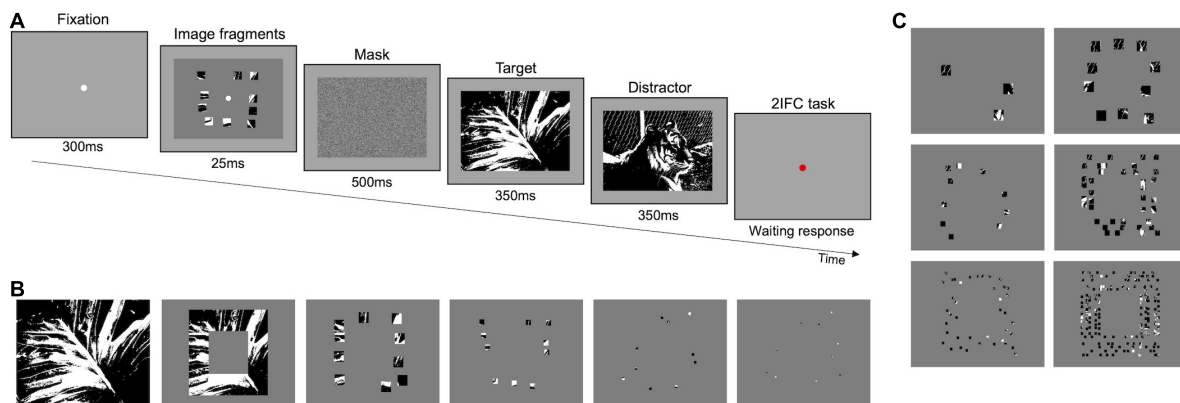 A
Fixation
300ms
Image fragments
25ms
Mask
500ms
Target
350ms
Distractor
350ms
2IFC task
Waiting response
Time
B
C